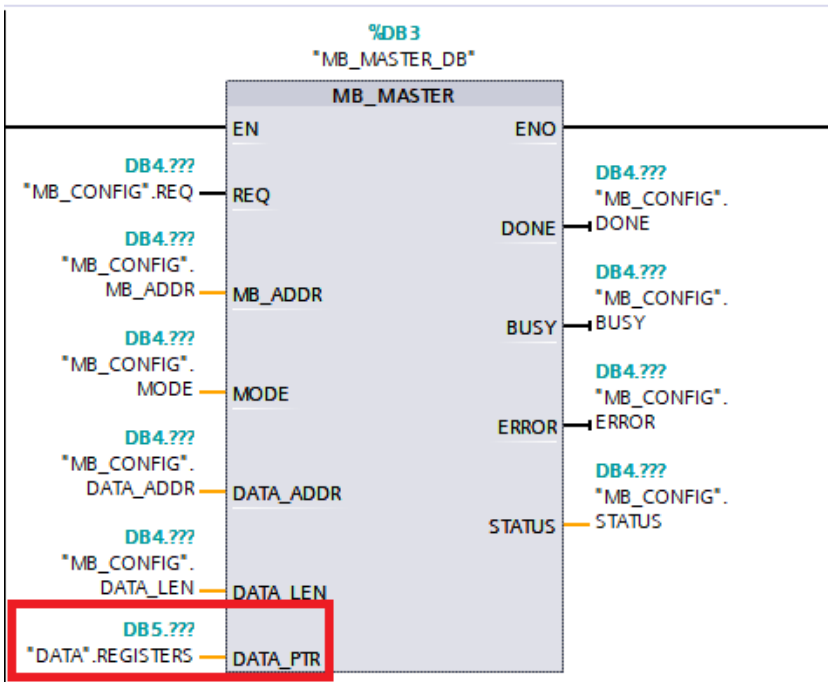 %DB3
"MB_MASTER_DB"
MB_MASTER
EN
ENO
DB4.???
"MB_CONFIG".REQ
REQ
DB4.???
"MB_CONFIG".
DONE
DONE
DB4.???
"MB_CONFIG".
MB_ADDR
MB_ADDR
DB4.???
"MB_CONFIG".
BUSY
BUSY
DB4.???
"MB_CONFIG".
MODE
MODE
DB4.???
"MB_CONFIG".
ERROR
ERROR
DB4.???
"MB_CONFIG".
DATA_ADDR
DATA_ADDR
DB4.???
"MB_CONFIG".
STATUS
STATUS
DB4.???
"MB_CONFIG".
DATA_LEN
DATA_LEN
DB5.???
"DATA".REGISTERS
DATA_PTR